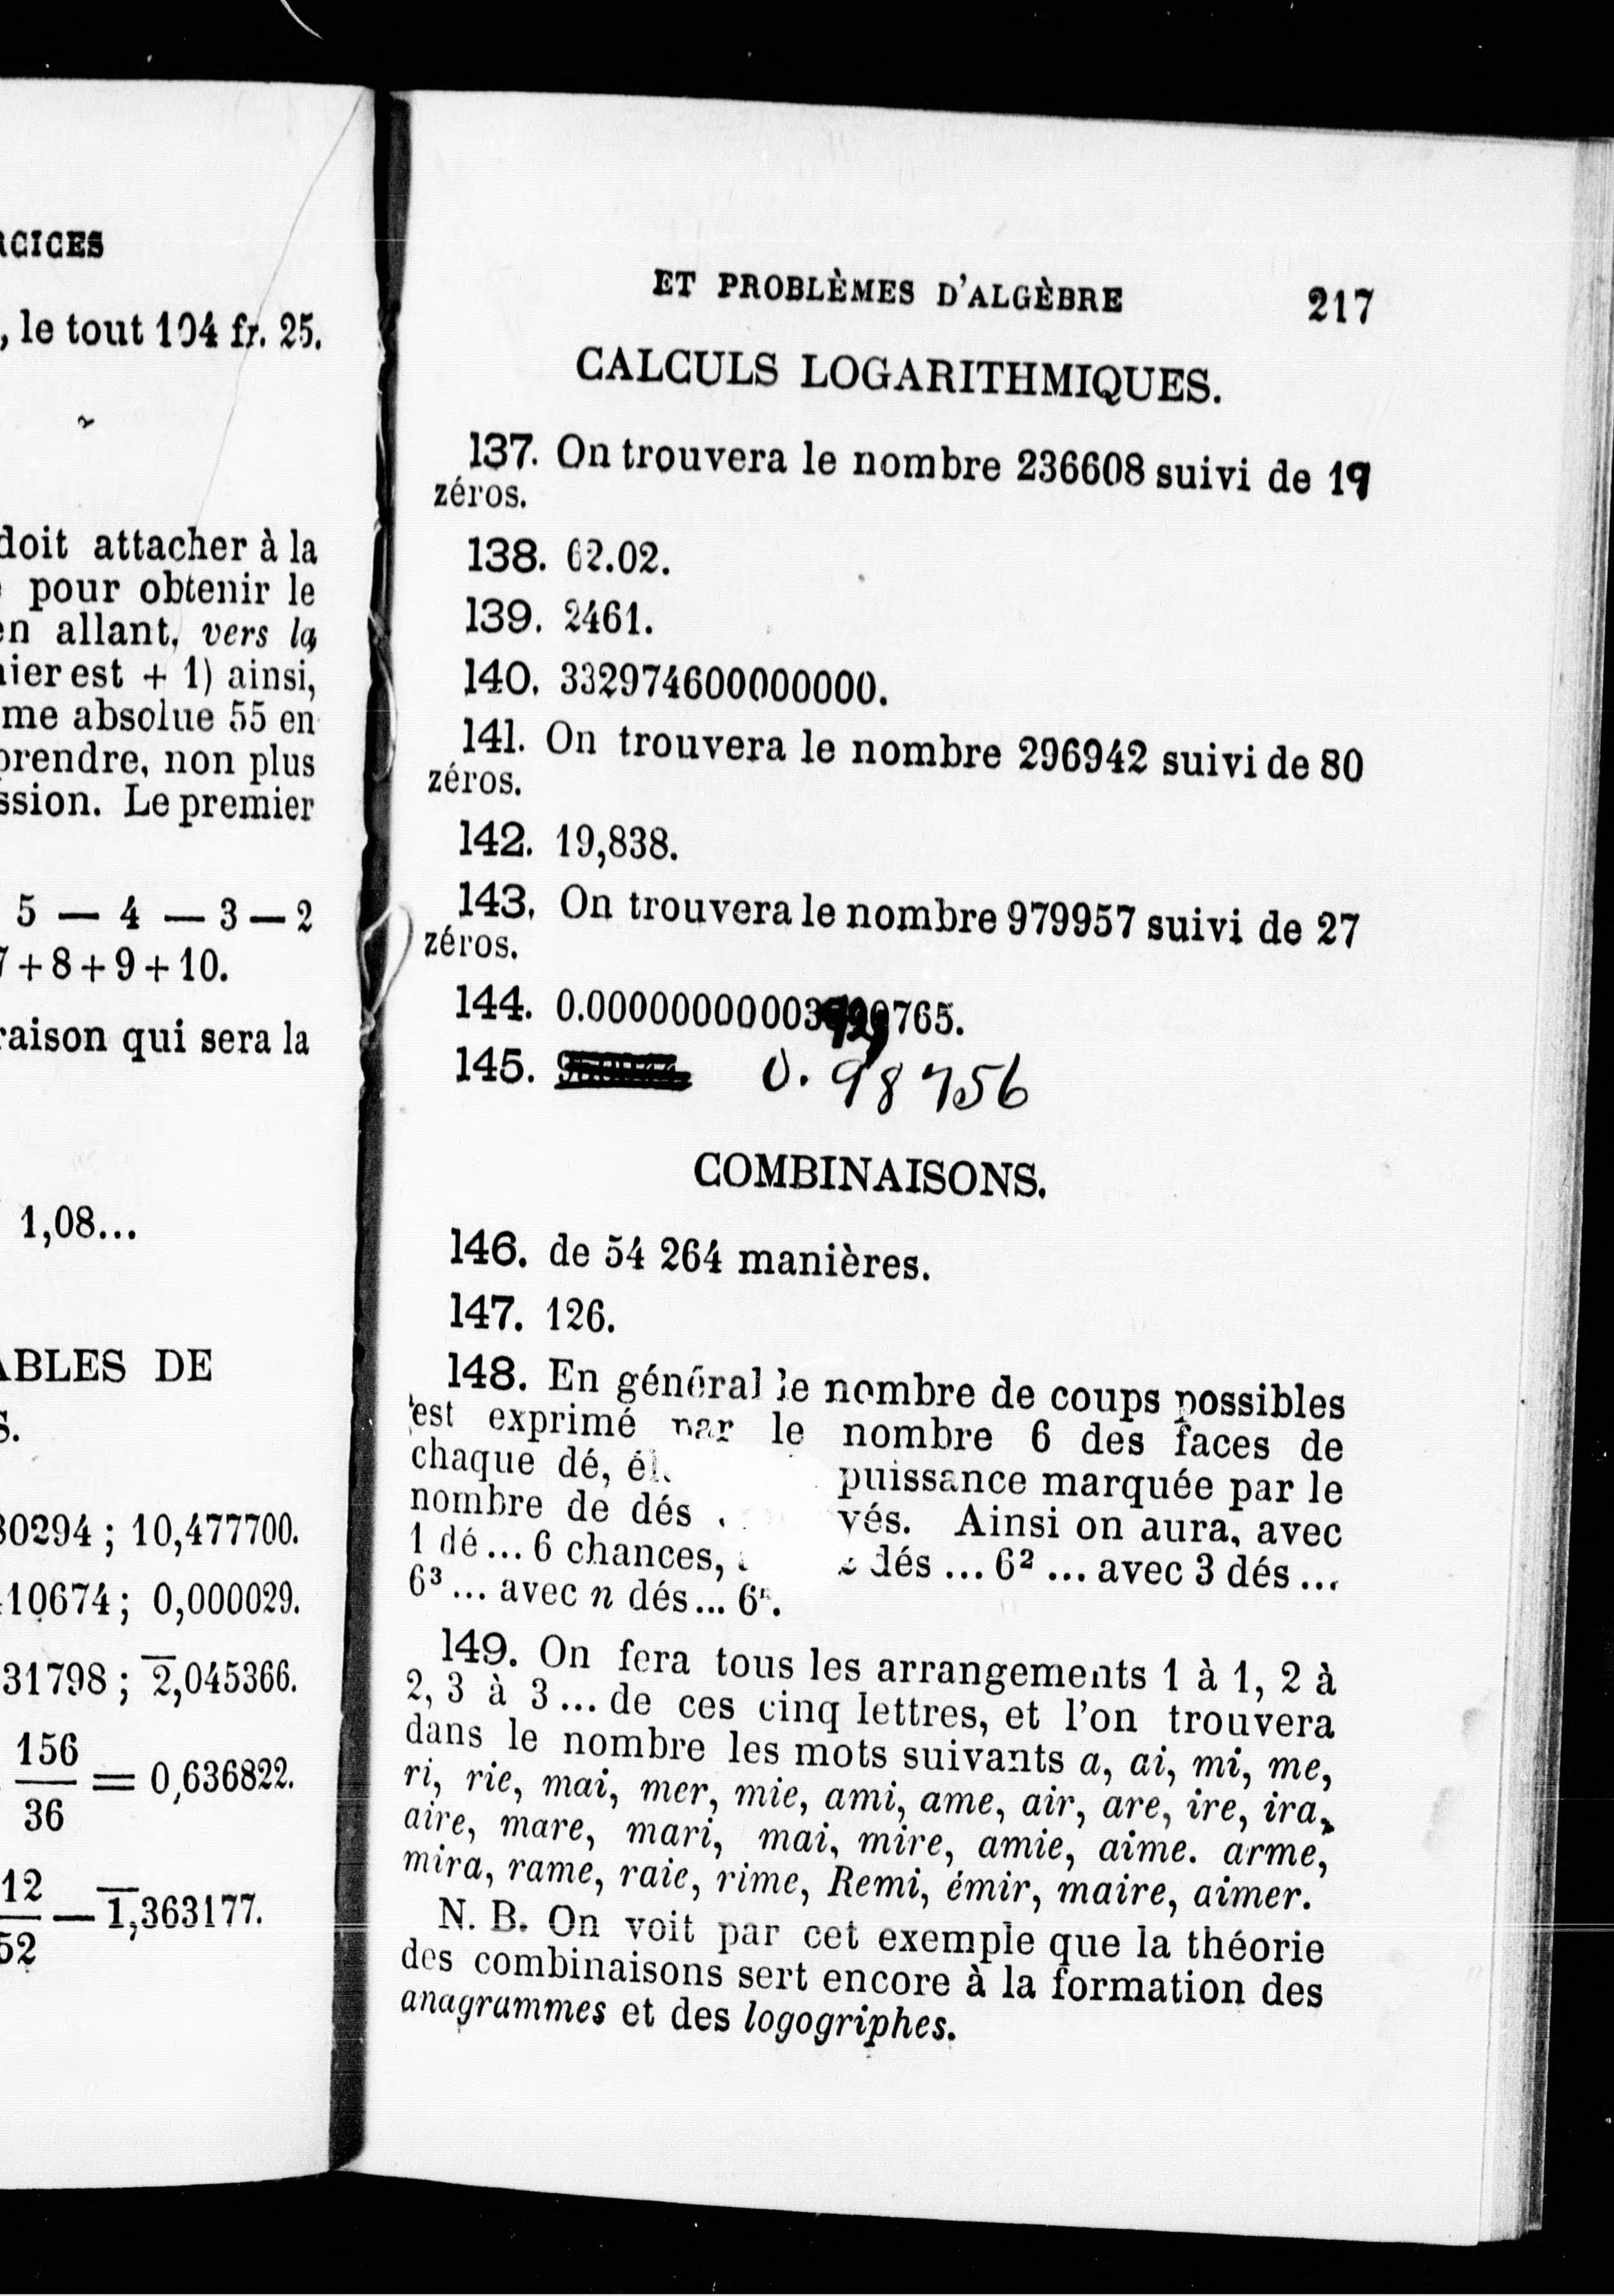 RCICES
, le tout 104 fr. 25.
doit attacher à la
pour obtenir le
en allant, vers la
nier est + 1) ainsi,
me absolue 55 en
prendre, non plus
ssion. Le premier
5 — 4 — 3 — 2
7 + 8 + 9 + 10.
raison qui sera la
1,08...
ABLES DE
S.
30294 ; 10,477700.
10674 ; 0,000029.
31798 ; 2̅,045366.
156
36
= 0,636822.
12
52
— 1̅,363177.
ET PROBLÈMES D'ALGÈBRE 217
CALCULS LOGARITHMIQUES.
137. On trouvera le nombre 236608 suivi de 19
zéros.
138. 62.02.
139. 2461.
140. 332974600000000.
141. On trouvera le nombre 296942 suivi de 80
zéros.
142. 19,838.
143. On trouvera le nombre 979957 suivi de 27
zéros.
144.
145. 0.98756
COMBINAISONS.
146. de 54 264 manières.
147. 126.
148. En général le nombre de coups possibles
est exprimé par le nombre 6 des faces de
chaque dé, puissance marquée par le
nombre de dés vés. Ainsi on aura, avec
1 dé ... 6 chances, dés ... 6² ... avec 3 dés ...
6³ ... avec n dés ... 6ⁿ.
149. On fera tous les arrangements 1 à 1, 2 à
2, 3 à 3 ... de ces cinq lettres, et l'on trouvera
dans le nombre les mots suivants a, ai, mi, me,
ri, rie, mai, mer, mie, ami, ame, air, are, ire, ira,
aire, mare, mari, mai, mire, amie, aime. arme,
mira, rame, raie, rime, Remi, émir, maire, aimer.
N. B. On voit par cet exemple que la théorie
des combinaisons sert encore à la formation des
anagrammes et des logogriphes.